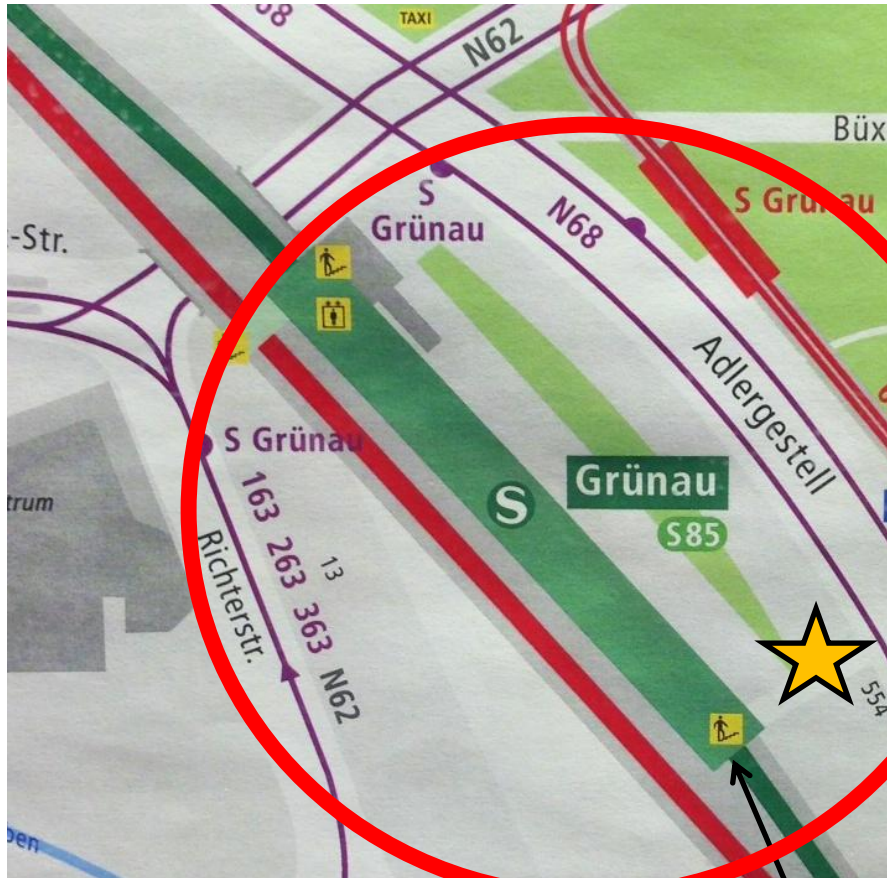 TAXI
N62
Büx
S
Grünau
N68
S Grünau
-Str.
Adlergestell
S Grünau
Grünau
S
S85
trum
163 263 363 N62
13
Richterstr.
554